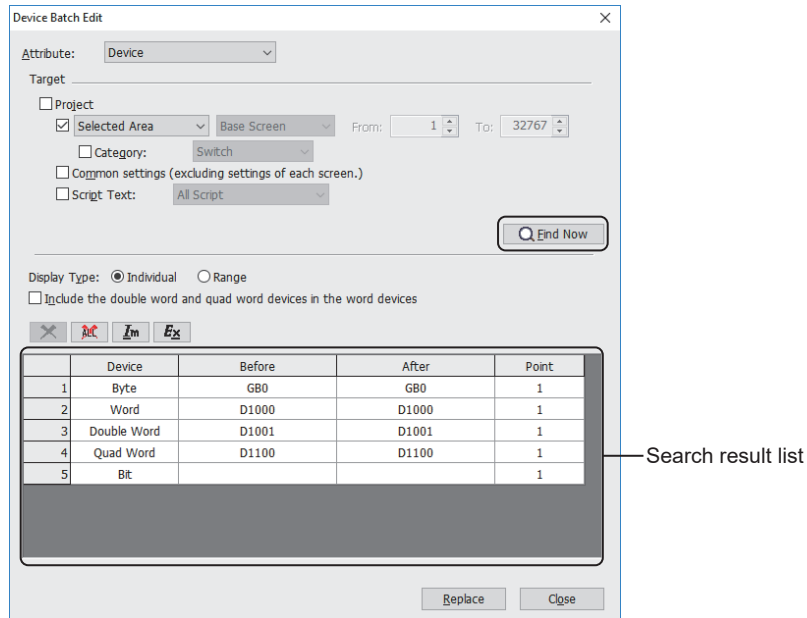 Device Batch Edit
Attribute: Device
Target
Project
Selected Area Base Screen From: 1 To: 32767
Category: Switch
Common settings (excluding settings of each screen.)
Script Text: All Script
Find Now
Display Type: Individual Range
Include the double word and quad word devices in the word devices
ALL Im Ex
Device Before After Point
1 Byte GB0 GB0 1
2 Word D1000 D1000 1
3 Double Word D1001 D1001 1
4 Quad Word D1100 D1100 1
5 Bit 1
Search result list
Replace Close